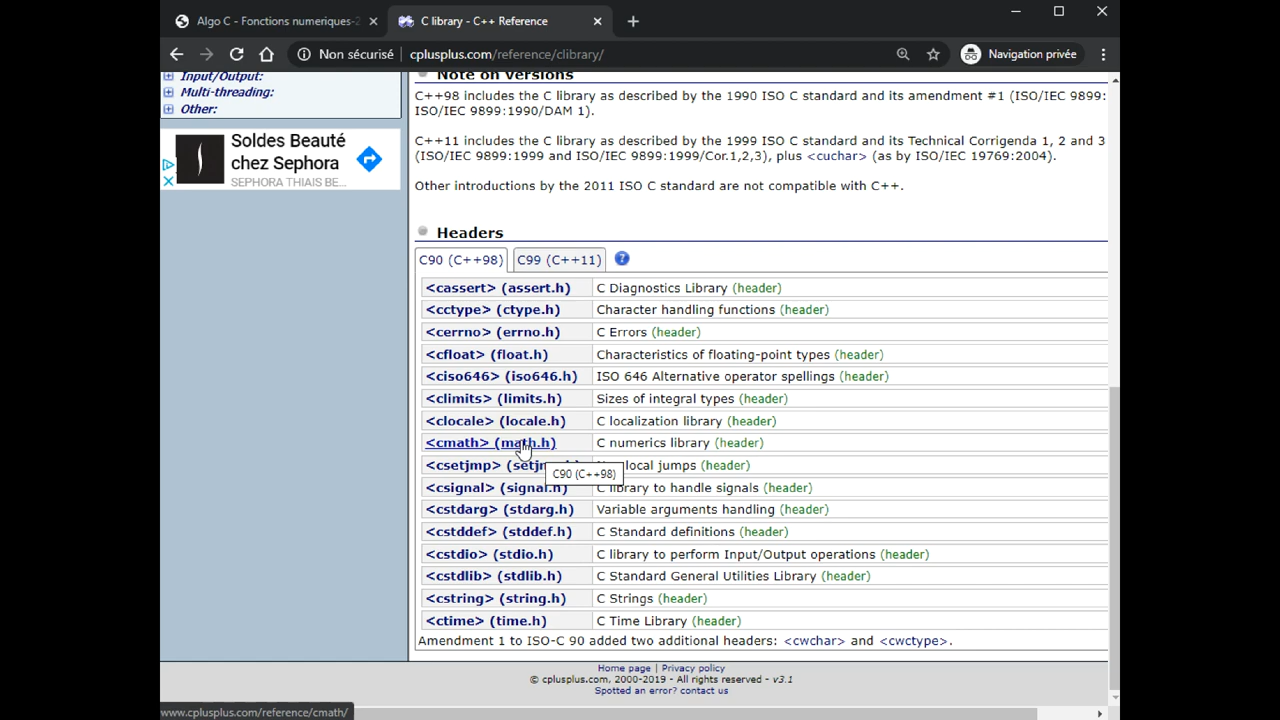 Algo C - Fonctions numeriques-2
C library - C++ Reference
Non sécurisé
cplusplus.com/reference/clibrary/
Navigation privée
Input/Output:
Multi-threading:
Other:
Soldes Beauté
chez Sephora
SEPHORA THIAIS BE...
Note on versions
C++98 includes the C library as described by the 1990 ISO C standard and its amendment #1 (ISO/IEC 9899:
ISO/IEC 9899:1990/DAM 1).
C++11 includes the C library as described by the 1999 ISO C standard and its Technical Corrigenda 1, 2 and 3
(ISO/IEC 9899:1999 and ISO/IEC 9899:1999/Cor.1,2,3), plus <cuchar> (as by ISO/IEC 19769:2004).
Other introductions by the 2011 ISO C standard are not compatible with C++.
Headers
C90 (C++98) C99 (C++11) ?
<cassert> (assert.h) C Diagnostics Library (header)
<cctype> (ctype.h) Character handling functions (header)
<cerrno> (errno.h) C Errors (header)
<cfloat> (float.h) Characteristics of floating-point types (header)
<ciso646> (iso646.h) ISO 646 Alternative operator spellings (header)
<climits> (limits.h) Sizes of integral types (header)
<clocale> (locale.h) C localization library (header)
<cmath> (math.h) C numerics library (header)
<csetjmp> local jumps (header)
C90 (C++98)
<csignal> (signal.h) C library to handle signals (header)
<cstdarg> (stdarg.h) Variable arguments handling (header)
<cstddef> (stddef.h) C Standard definitions (header)
<cstdio> (stdio.h) C library to perform Input/Output operations (header)
<cstdlib> (stdlib.h) C Standard General Utilities Library (header)
<cstring> (string.h) C Strings (header)
<ctime> (time.h) C Time Library (header)
Amendment 1 to ISO-C 90 added two additional headers: <cwchar> and <cwctype>.
Home page | Privacy policy
© cplusplus.com, 2000-2019 - All rights reserved - v3.1
Spotted an error? contact us
www.cplusplus.com/reference/cmath/